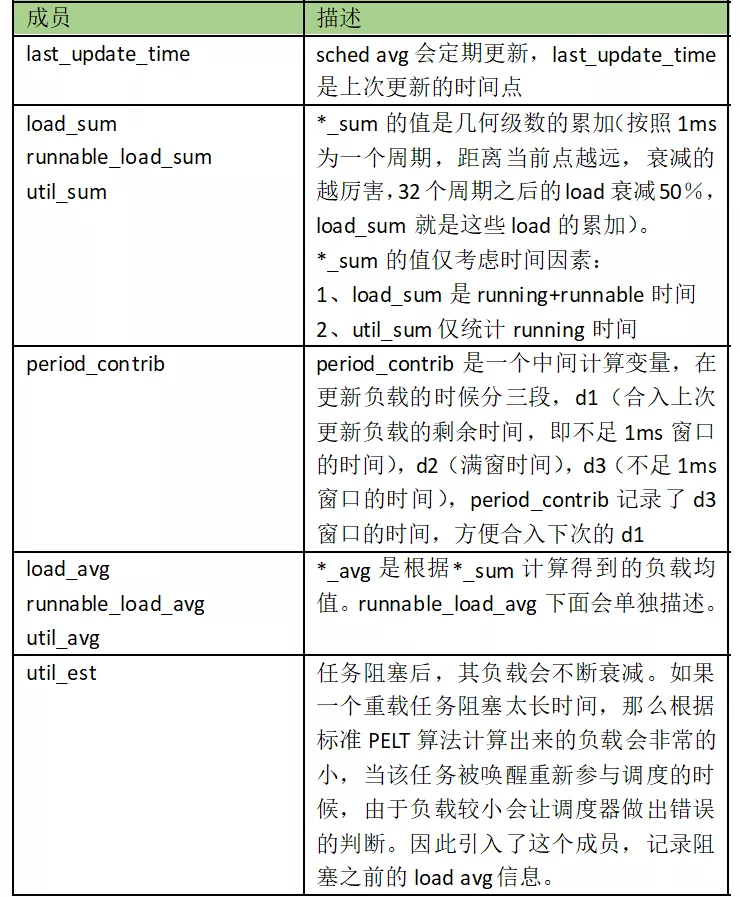 成员
描述
last_update_time
sched avg 会定期更新，last_update_time
是上次更新的时间点
load_sum
runnable_load_sum
util_sum
*_sum 的值是几何级数的累加（按照 1ms
为一个周期，距离当前点越远，衰减的
越厉害，32 个周期之后的 load 衰减 50％，
load_sum 就是这些 load 的累加）。
*_sum 的值仅考虑时间因素：
1、load_sum 是 running+runnable 时间
2、util_sum 仅统计 running 时间
period_contrib
period_contrib 是一个中间计算变量，在
更新负载的时候分三段，d1（合入上次
更新负载的剩余时间，即不足 1ms 窗口
的时间），d2（满窗时间），d3（不足 1ms
窗口的时间），period_contrib 记录了 d3
窗口的时间，方便合入下次的 d1
load_avg
runnable_load_avg
util_avg
*_avg 是根据*_sum 计算得到的负载均
值。runnable_load_avg 下面会单独描述。
util_est
任务阻塞后，其负载会不断衰减。如果
一个重载任务阻塞太长时间，那么根据
标准 PELT 算法计算出来的负载会非常的
小，当该任务被唤醒重新参与调度的时
候，由于负载较小会让调度器做出错误
的判断。因此引入了这个成员，记录阻
塞之前的 load avg 信息。